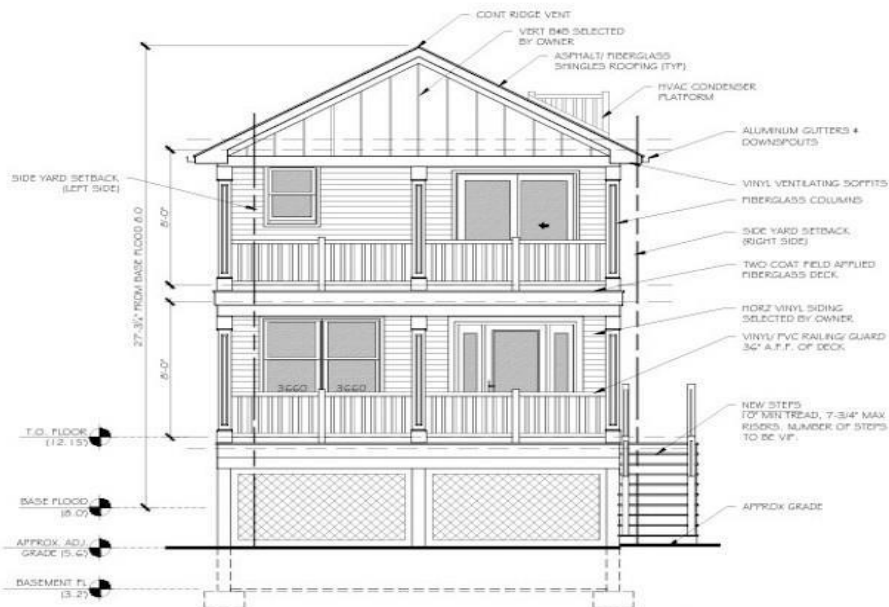 CONT RIDGE VENT
VERT B&B SELECTED
BY OWNER
ASPHALT/ FIBERGLASS
SHINGLES ROOFING (TYP)
HVAC CONDENSER
PLATFORM
ALUMINUM GUTTERS &
DOWNSPOUTS
SIDE YARD SETBACK
(LEFT SIDE)
VINYL VENTILATING SOFFITS
FIBERGLASS COLUMNS
SIDE YARD SETBACK
(RIGHT SIDE)
8'-0"
TWO COAT FIELD APPLIED
FIBERGLASS DECK
27'-3/4" FROM BASE FLOOD 8.0
HORZ VINYL SIDING
SELECTED BY OWNER
VINYL/ PVC RAILING/ GUARD
36" A.F.F. OF DECK
8'-0"
3660 3660
NEW STEPS
10" MIN TREAD, 7-3/4" MAX
RISERS. NUMBER OF STEPS
TO BE VIF.
T.O. FLOOR
(12.15)
BASE FLOOD
(8.0)
APPROX GRADE
APPROX. ADJ.
GRADE (5.6)
BASEMENT FL
(3.2)